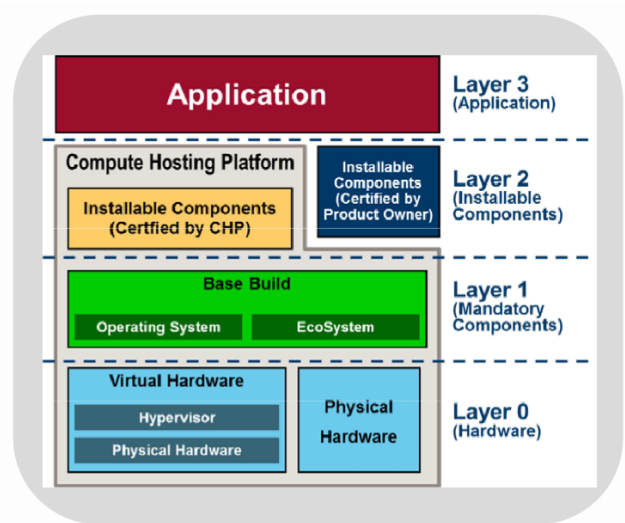 Application
Layer 3
(Application)
Compute Hosting Platform
Installable Components
(Certfied by CHP)
Installable
Components
(Certified by
Product Owner)
Layer 2
(Installable
Components)
Base Build
Operating System
EcoSystem
Layer 1
(Mandatory
Components)
Virtual Hardware
Hypervisor
Physical Hardware
Physical
Hardware
Layer 0
(Hardware)